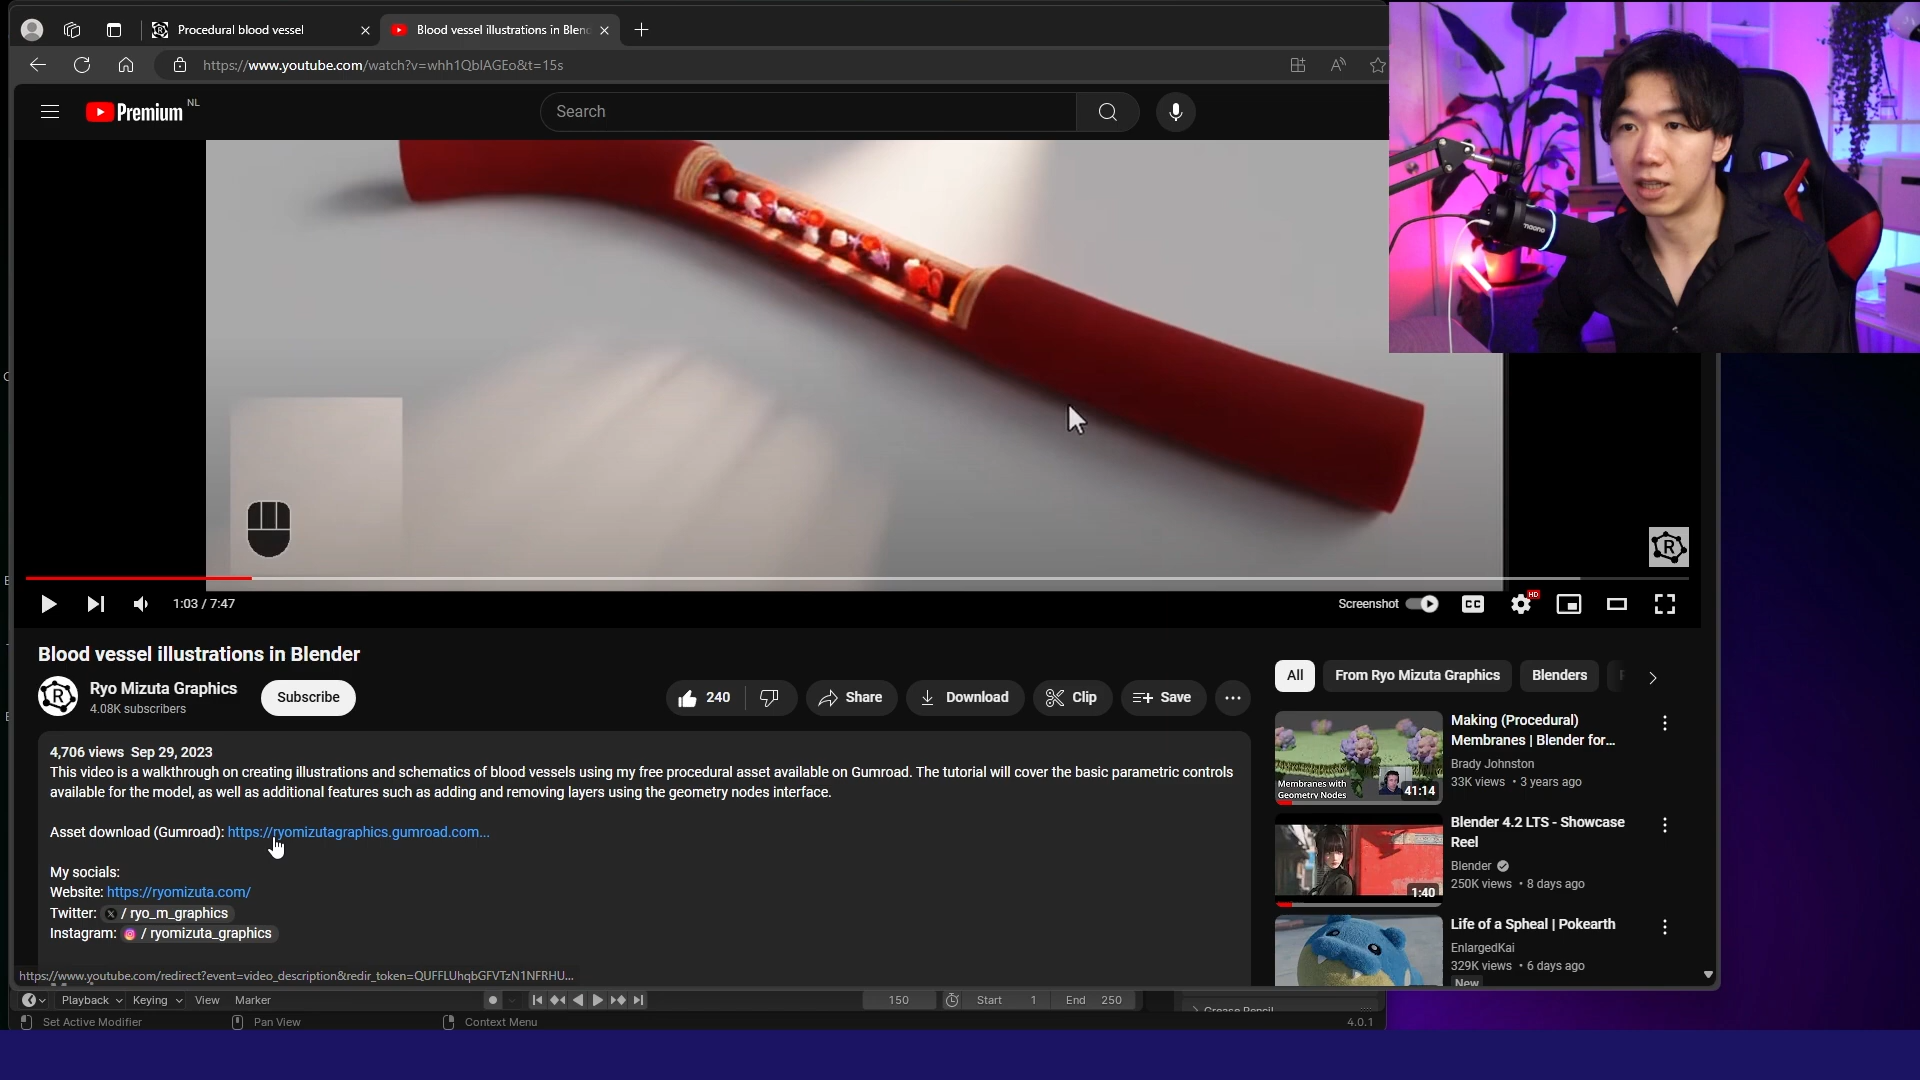 Procedural blood vessel
Blood vessel illustrations in Blend
https://www.youtube.com/watch?v=whh1QblAGEo&t=15s
Premium NL
Search
maono
R
1:03 / 7:47
Screenshot
CC
HD
Blood vessel illustrations in Blender
Ryo Mizuta Graphics
4.08K subscribers
Subscribe
240
Share
Download
Clip
Save
All
From Ryo Mizuta Graphics
Blenders
4,706 views Sep 29, 2023
This video is a walkthrough on creating illustrations and schematics of blood vessels using my free procedural asset available on Gumroad. The tutorial will cover the basic parametric controls
available for the model, as well as additional features such as adding and removing layers using the geometry nodes interface.
Asset download (Gumroad): https://ryomizutagraphics.gumroad.com...
My socials:
Website: https://ryomizuta.com/
Twitter: / ryo_m_graphics
Instagram: / ryomizuta_graphics
Membranes with
Geometry Nodes
41:14
Making (Procedural)
Membranes | Blender for...
Brady Johnston
33K views • 3 years ago
1:40
Blender 4.2 LTS - Showcase
Reel
Blender
250K views • 8 days ago
Life of a Spheal | Pokearth
EnlargedKai
329K views • 6 days ago
New
https://www.youtube.com/redirect?event=video_description&redir_token=QUFFLUhqbGFVTzN1NFRHU...
Playback
Keying
View
Marker
150
Start 1
End 250
Grease Pencil
Set Active Modifier
Pan View
Context Menu
4.0.1